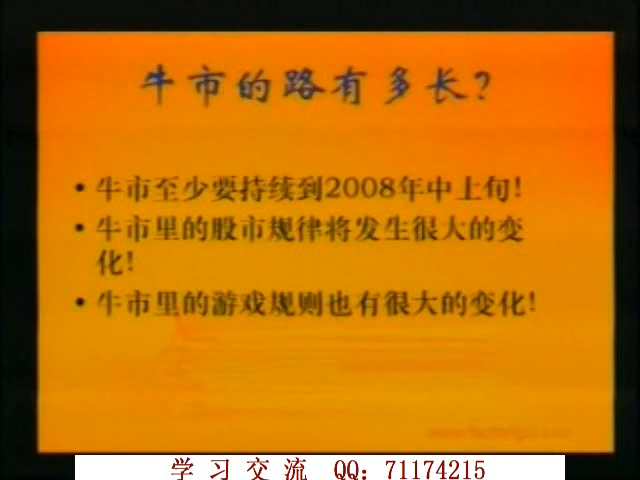 牛市的路有多长?
• 牛市至少要持续到2008年中上旬!
• 牛市里的股市规律将发生很大的变
化!
• 牛市里的游戏规则也有很大的变化!
学习交流 QQ: 71174215